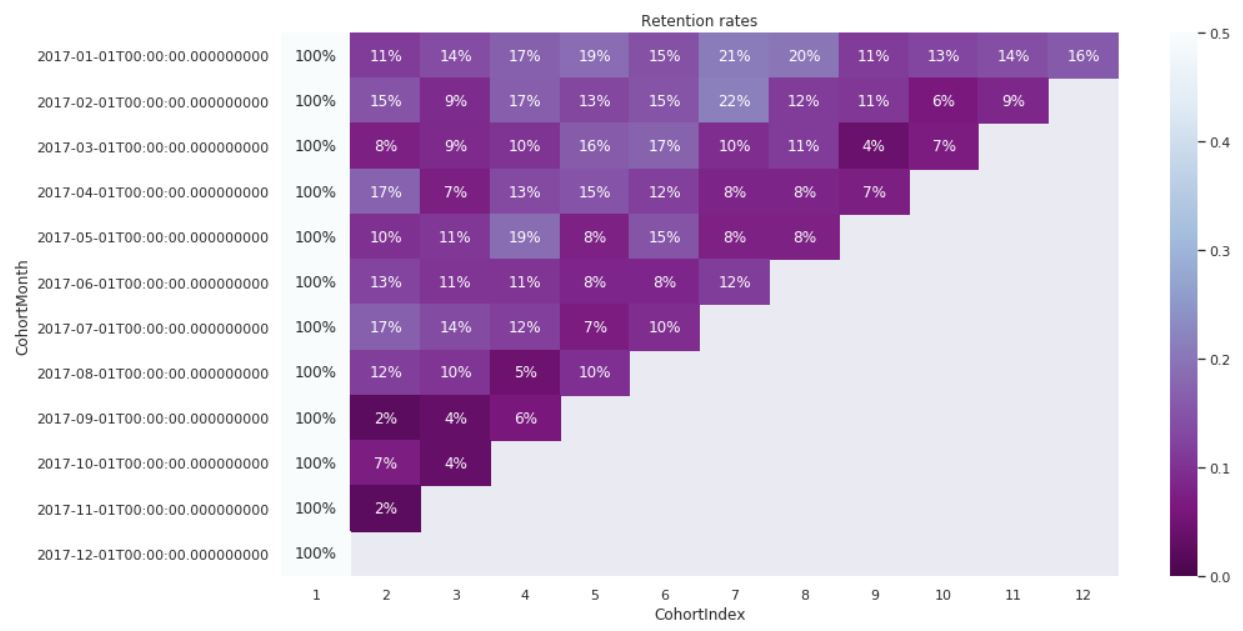 Retention rates
2017-01-01T00:00:00.000000000 100% 11% 14% 17% 19% 15% 21% 20% 11% 13% 14% 16%
2017-02-01T00:00:00.000000000 100% 15% 9% 17% 13% 15% 22% 12% 11% 6% 9%
2017-03-01T00:00:00.000000000 100% 8% 9% 10% 16% 17% 10% 11% 4% 7%
2017-04-01T00:00:00.000000000 100% 17% 7% 13% 15% 12% 8% 8% 7%
2017-05-01T00:00:00.000000000 100% 10% 11% 19% 8% 15% 8% 8%
2017-06-01T00:00:00.000000000 100% 13% 11% 11% 8% 8% 12%
2017-07-01T00:00:00.000000000 100% 17% 14% 12% 7% 10%
2017-08-01T00:00:00.000000000 100% 12% 10% 5% 10%
2017-09-01T00:00:00.000000000 100% 2% 4% 6%
2017-10-01T00:00:00.000000000 100% 7% 4%
2017-11-01T00:00:00.000000000 100% 2%
2017-12-01T00:00:00.000000000 100%
1 2 3 4 5 6 7 8 9 10 11 12
CohortIndex
CohortMonth
0.5
0.4
0.3
0.2
0.1
0.0